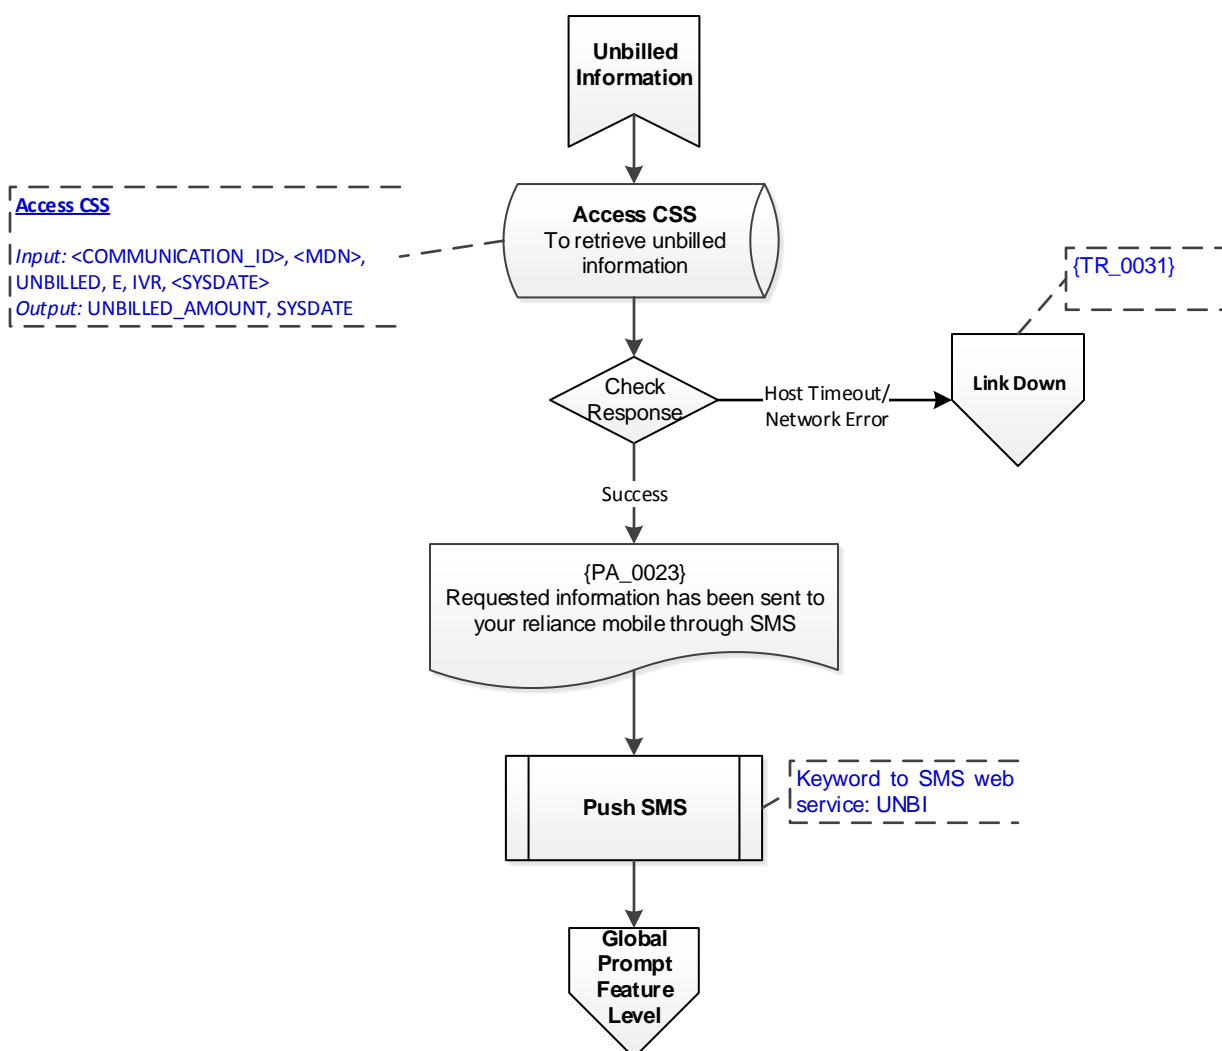 Unbilled
Information
Access CSS
Input: <COMMUNICATION_ID>, <MDN>,
UNBILLED, E, IVR, <SYSDATE>
Output: UNBILLED_AMOUNT, SYSDATE
Access CSS
To retrieve unbilled
information
{TR_0031}
Check
Response
Host Timeout/
Network Error
Link Down
Success
{PA_0023}
Requested information has been sent to
your reliance mobile through SMS
Push SMS
Keyword to SMS web
service: UNBI
Global
Prompt
Feature
Level